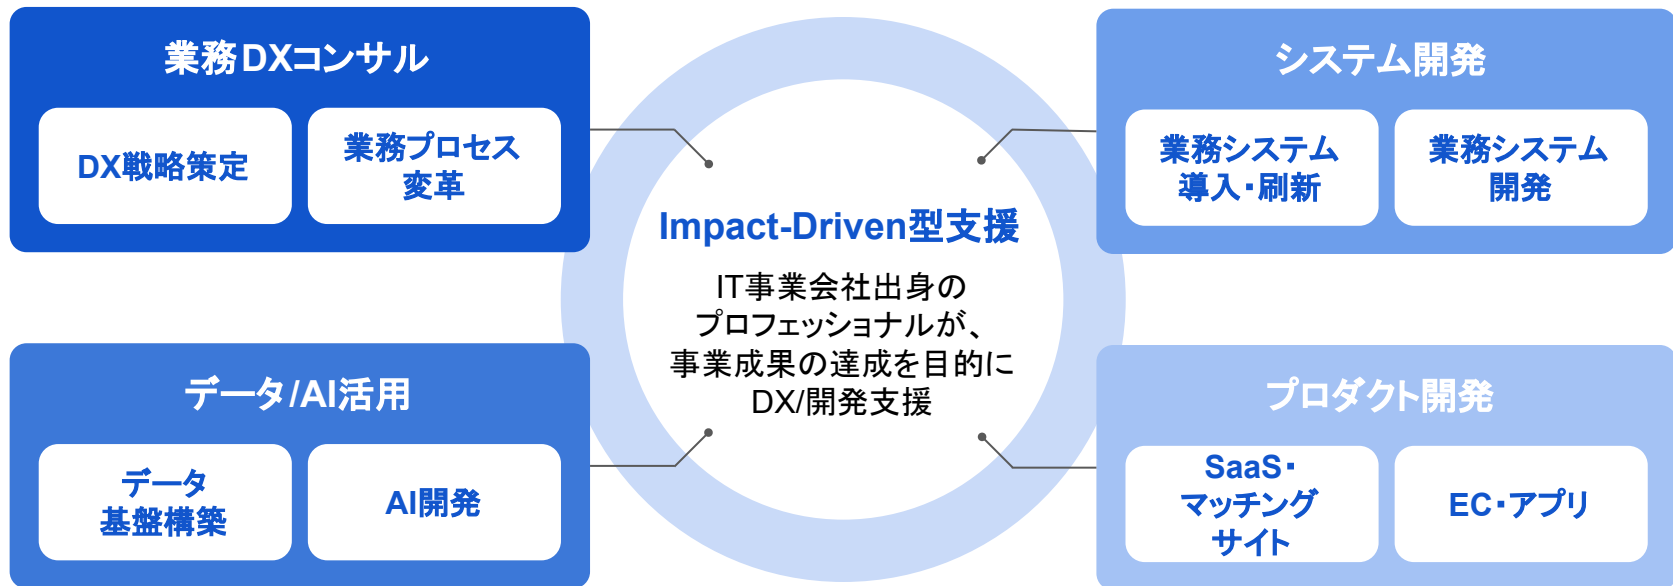 業務DXコンサル
DX戦略策定
業務プロセス
変革
システム開発
業務システム
導入・刷新
業務システム
開発
Impact-Driven型支援
IT事業会社出身の
プロフェッショナルが、
事業成果の達成を目的に
DX/開発支援
データ/AI活用
データ
基盤構築
AI開発
プロダクト開発
SaaS・
マッチング
サイト
EC・アプリ